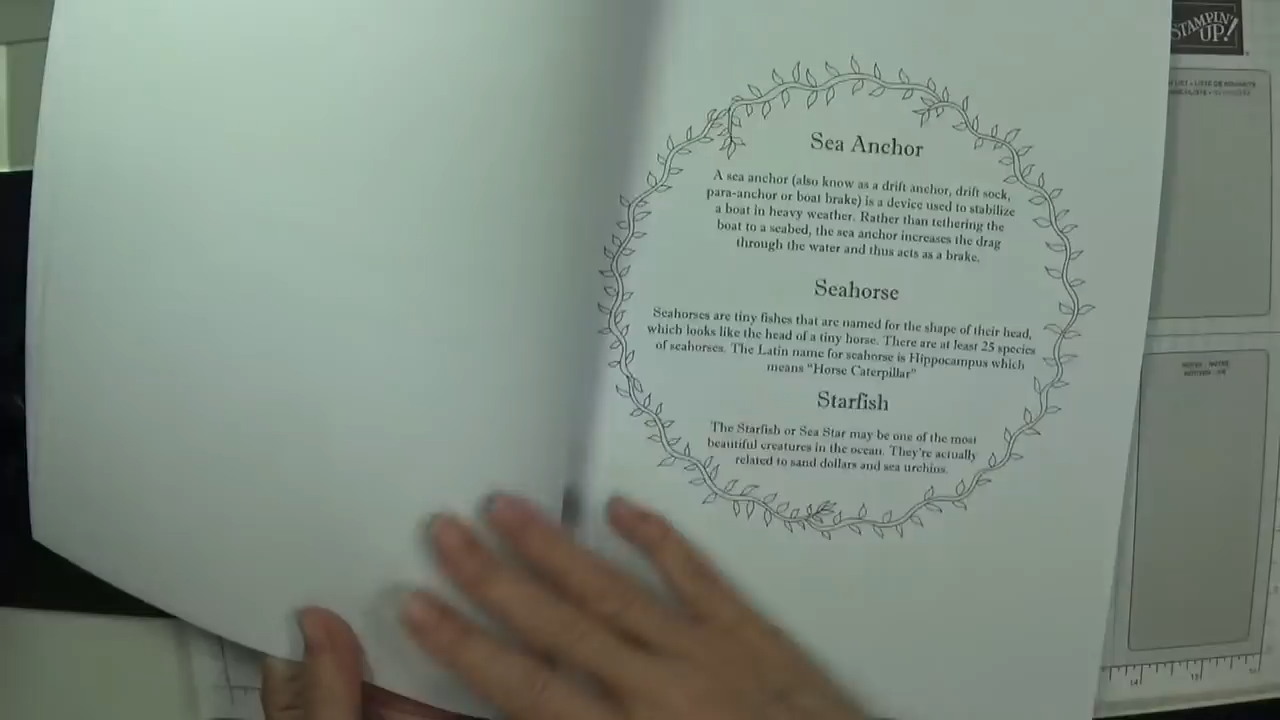 STAMPIN'
UP!
Sea Anchor
A sea anchor (also know as a drift anchor, drift sock,
para-anchor or boat brake) is a device used to stabilize
a boat in heavy weather. Rather than tethering the
boat to a seabed, the sea anchor increases the drag
through the water and thus acts as a brake.
Seahorse
Seahorses are tiny fishes that are named for the shape of their head,
which looks like the head of a tiny horse. There are at least 25 species
of seahorses. The Latin name for seahorse is Hippocampus which
means "Horse Caterpillar"
Starfish
The Starfish or Sea Star may be one of the most
beautiful creatures in the ocean. They're actually
related to sand dollars and sea urchins.
14
15